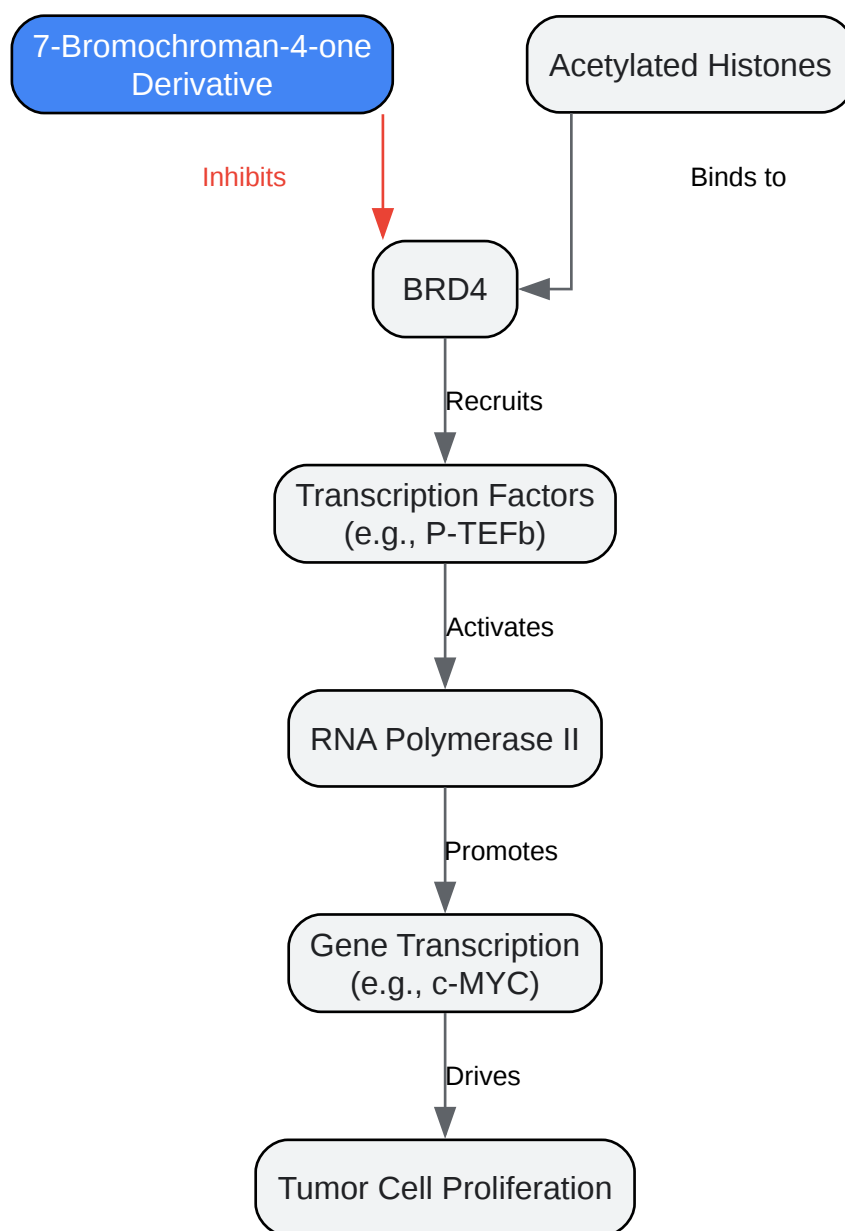 7-Bromochroman-4-one
Derivative
Acetylated Histones
Inhibits
Binds to
BRD4
Recruits
Transcription Factors
(e.g., P-TEFb)
Activates
RNA Polymerase II
Promotes
Gene Transcription
(e.g., c-MYC)
Drives
Tumor Cell Proliferation